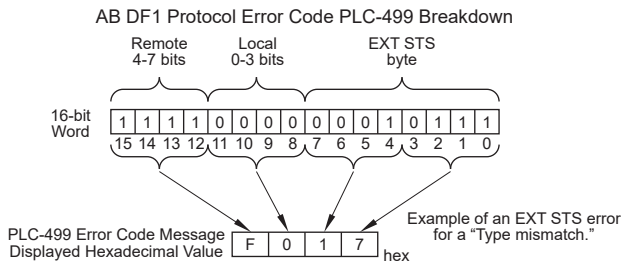 AB DF1 Protocol Error Code PLC-499 Breakdown
Remote
4-7 bits
Local
0-3 bits
EXT STS
byte
16-bit
Word
1 1 1 1 0 0 0 0 0 0 0 1 0 1 1 1
15 14 13 12 11 10 9 8 7 6 5 4 3 2 1 0
PLC-499 Error Code Message
Displayed Hexadecimal Value
F 0 1 7
hex
Example of an EXT STS error
for a “Type mismatch.”